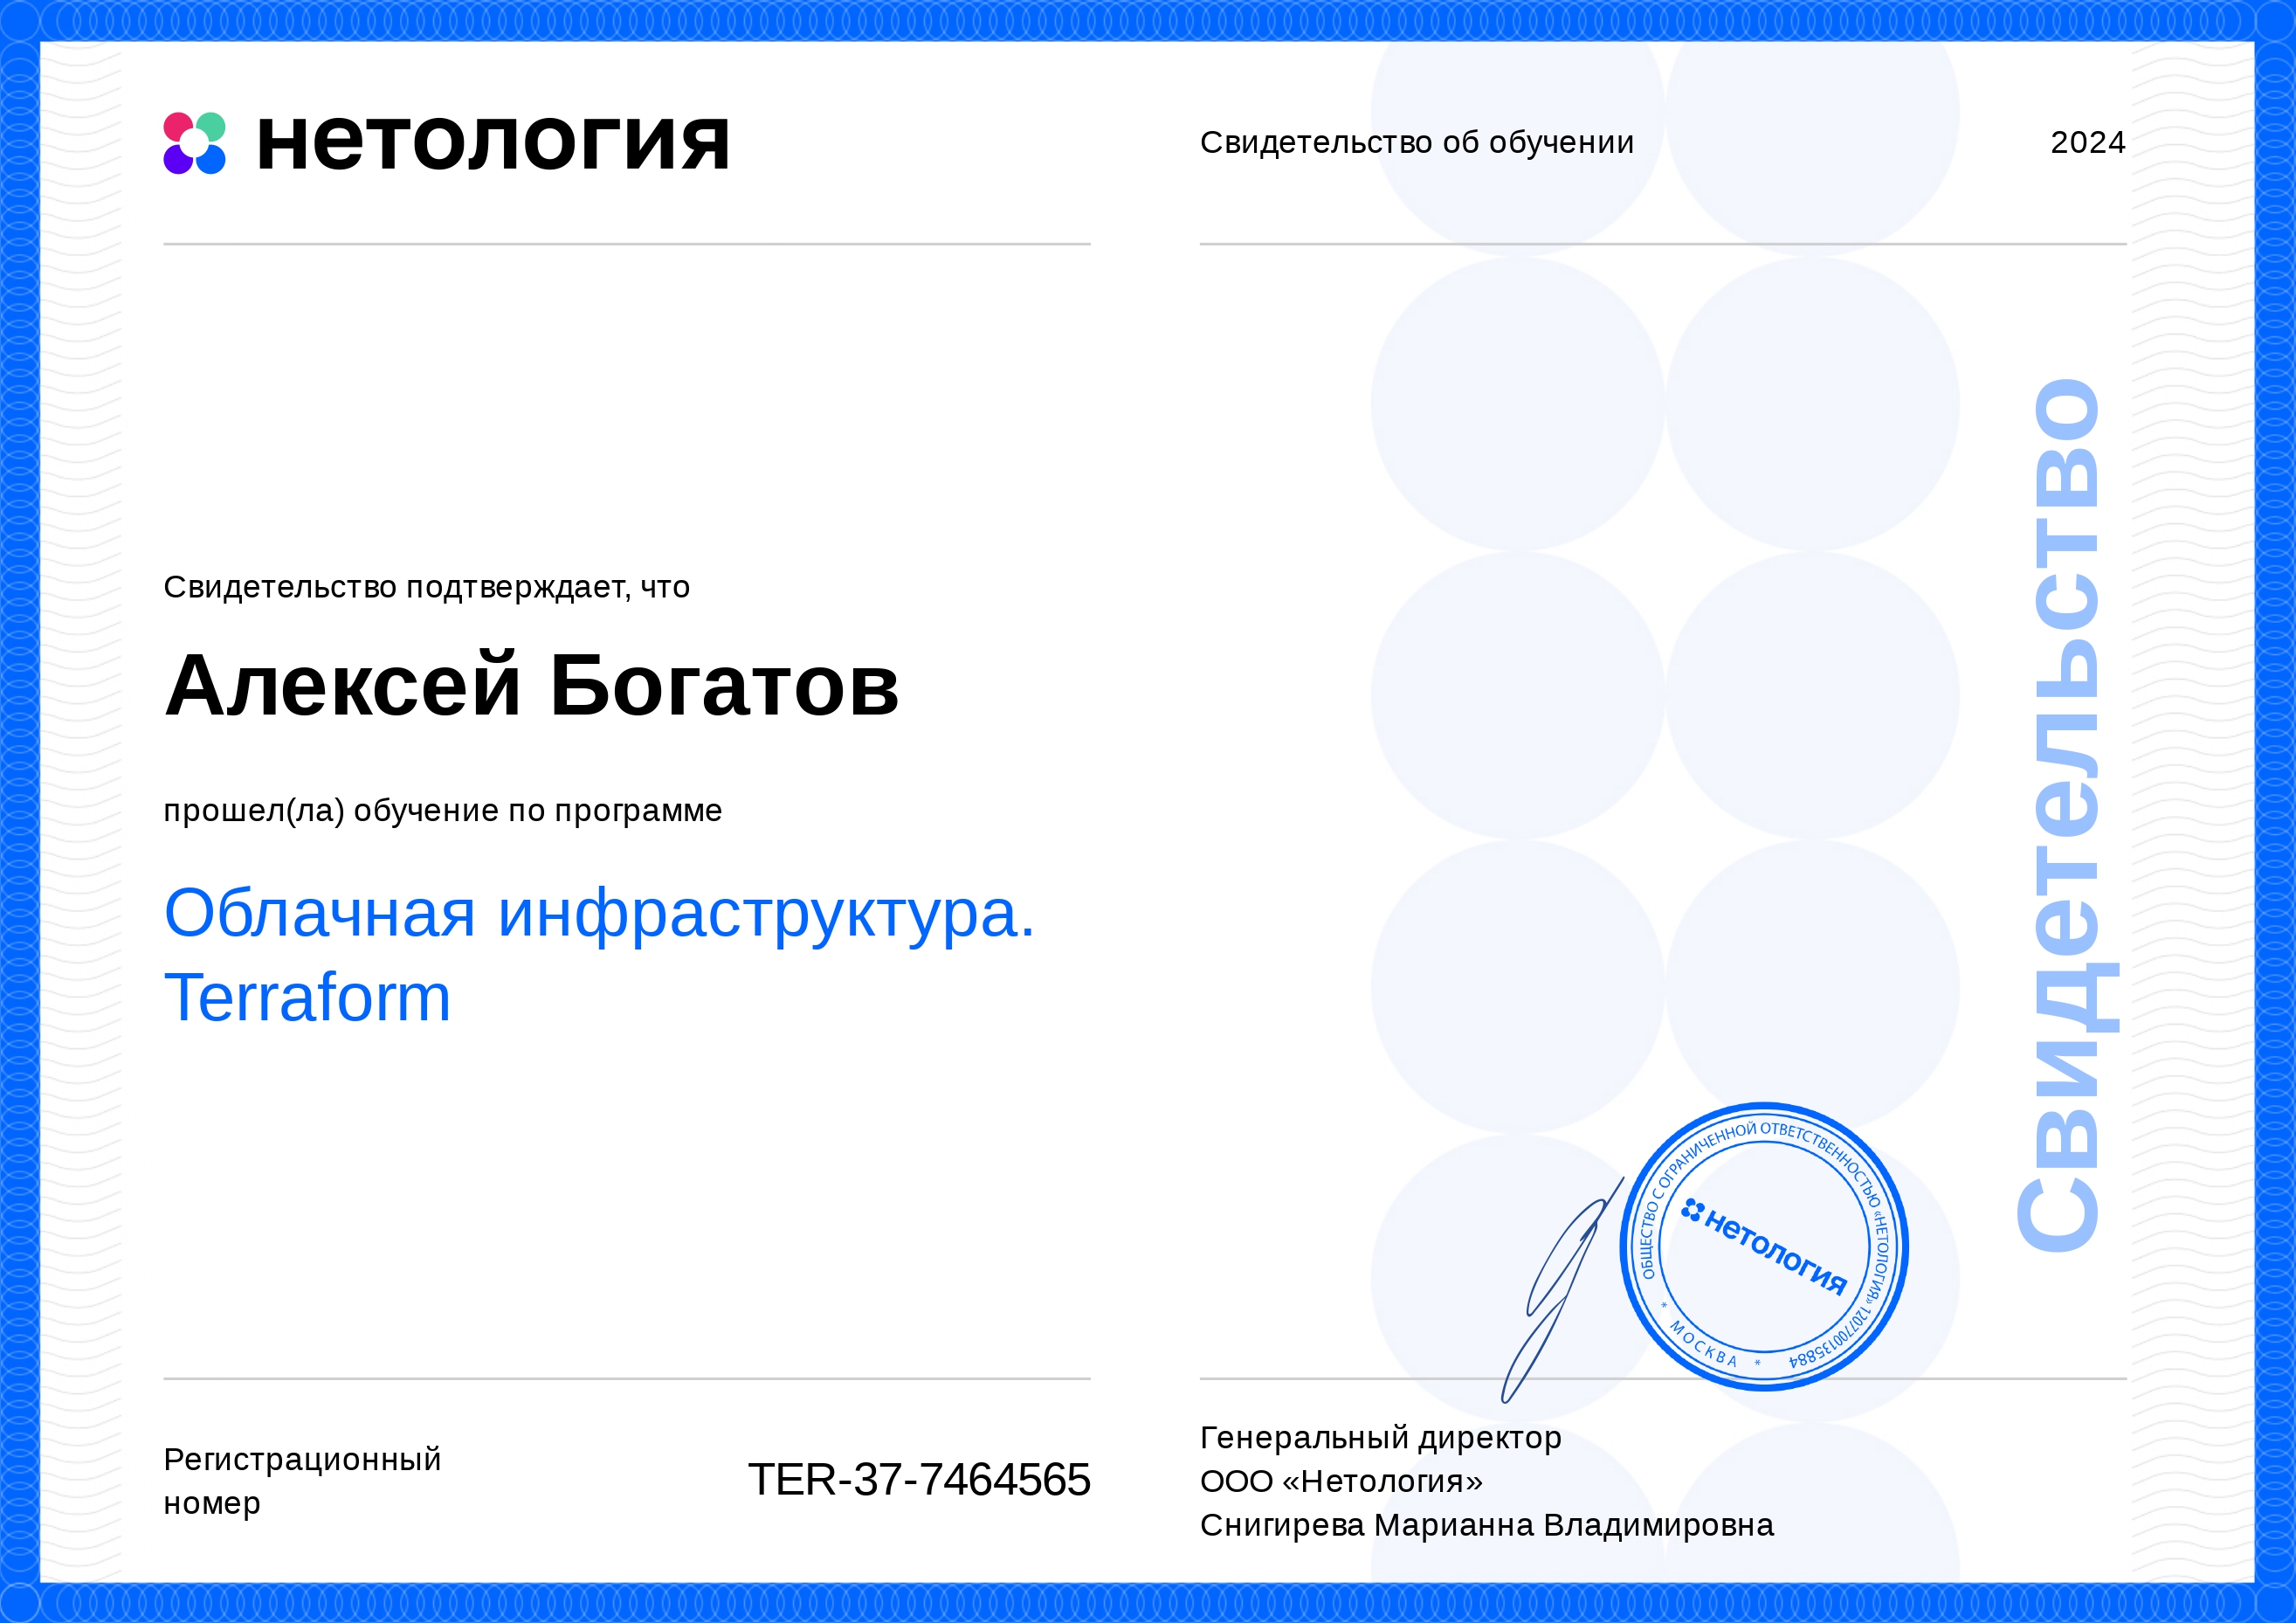 нетология
Свидетельство об обучении
2024
Свидетельство подтверждает, что
Алексей Богатов
прошел(ла) обучение по программе
Облачная инфраструктура.
Terraform
Свидетельство
ОБЩЕСТВО С ОГРАНИЧЕННОЙ ОТВЕТСТВЕННОСТЬЮ «НЕТОЛОГИЯ» 1207700135884
* МОСКВА *
нетология
Регистрационный
номер
TER-37-7464565
Генеральный директор
ООО «Нетология»
Снигирева Марианна Владимировна